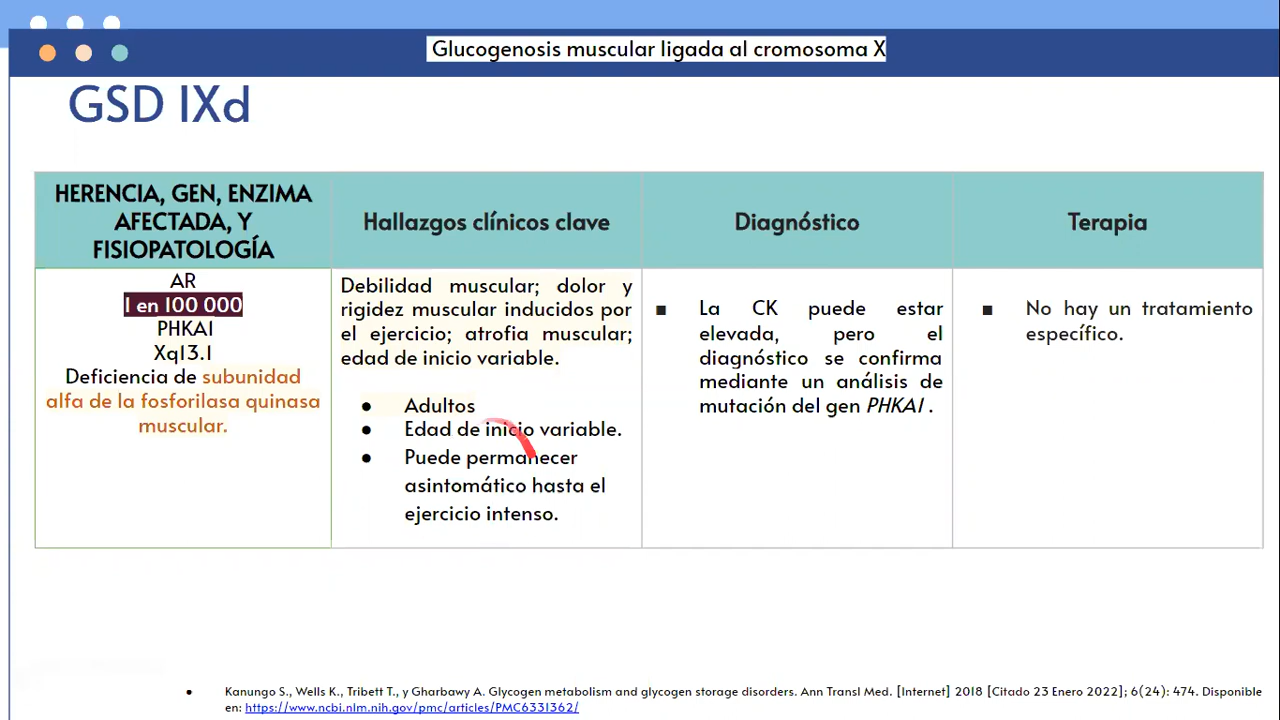 Glucogenosis muscular ligada al cromosoma X
GSD IXd
HERENCIA, GEN, ENZIMA
AFECTADA, Y
FISIOPATOLOGÍA
Hallazgos clínicos clave
Diagnóstico
Terapia
AR
1 en 100 000
PHKA1
Xq13.1
Deficiencia de subunidad
alfa de la fosforilasa quinasa
muscular.
Debilidad muscular; dolor y
rigidez muscular inducidos por
el ejercicio; atrofia muscular;
edad de inicio variable.
● Adultos
● Edad de inicio variable.
● Puede permanecer
asintomático hasta el
ejercicio intenso.
■ La CK puede estar
elevada, pero el
diagnóstico se confirma
mediante un análisis de
mutación del gen PHKA1 .
■ No hay un tratamiento
específico.
● Kanungo S., Wells K., Tribett T., y Gharbawy A. Glycogen metabolism and glycogen storage disorders. Ann Transl Med. [Internet] 2018 [Citado 23 Enero 2022]; 6(24): 474. Disponible
en: https://www.ncbi.nlm.nih.gov/pmc/articles/PMC6331362/